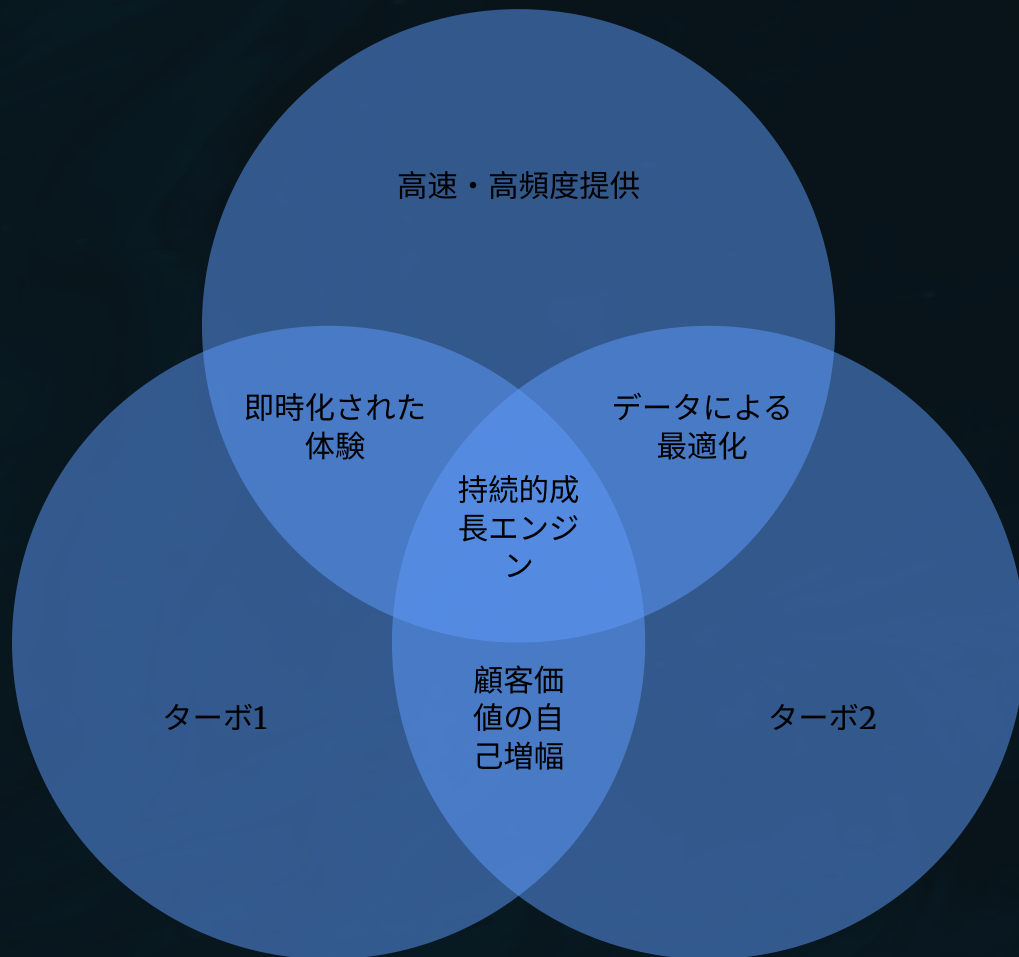 高速・高頻度提供
即時化された
体験
データによる
最適化
持続的成
長エンジ
ン
顧客価
値の自
己増幅
ターボ1
ターボ2